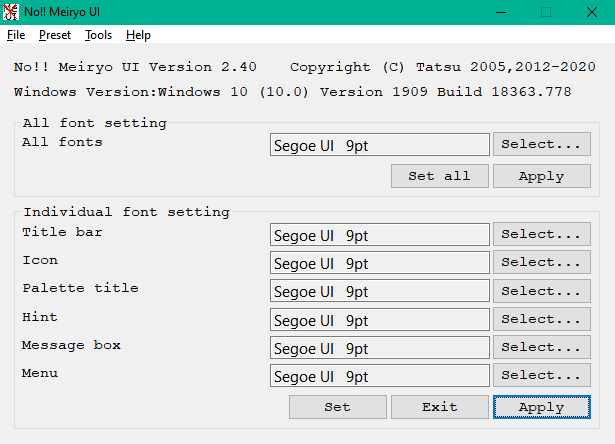 No!! Meiryo UI
File Preset Tools Help
No!! Meiryo UI Version 2.40 Copyright (C) Tatsu 2005,2012-2020
Windows Version:Windows 10 (10.0) Version 1909 Build 18363.778
All font setting
All fonts Segoe UI 9pt Select...
Set all Apply
Individual font setting
Title bar Segoe UI 9pt Select...
Icon Segoe UI 9pt Select...
Palette title Segoe UI 9pt Select...
Hint Segoe UI 9pt Select...
Message box Segoe UI 9pt Select...
Menu Segoe UI 9pt Select...
Set Exit Apply